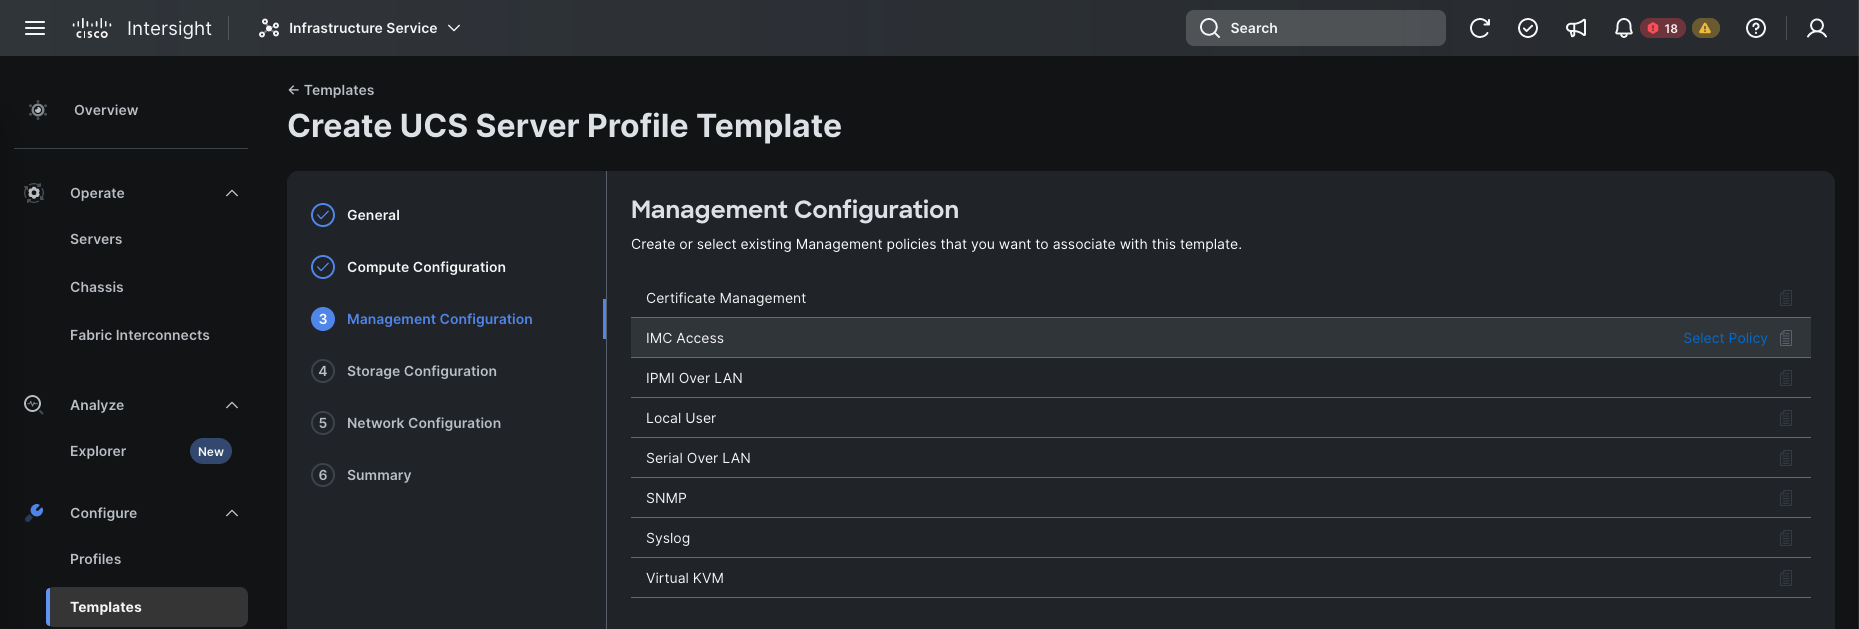 CISCO Intersight
Infrastructure Service
Search
18
Overview
Operate
Servers
Chassis
Fabric Interconnects
Analyze
Explorer New
Configure
Profiles
Templates
← Templates
Create UCS Server Profile Template
General
Compute Configuration
3 Management Configuration
4 Storage Configuration
5 Network Configuration
6 Summary
Management Configuration
Create or select existing Management policies that you want to associate with this template.
Certificate Management
IMC Access Select Policy
IPMI Over LAN
Local User
Serial Over LAN
SNMP
Syslog
Virtual KVM